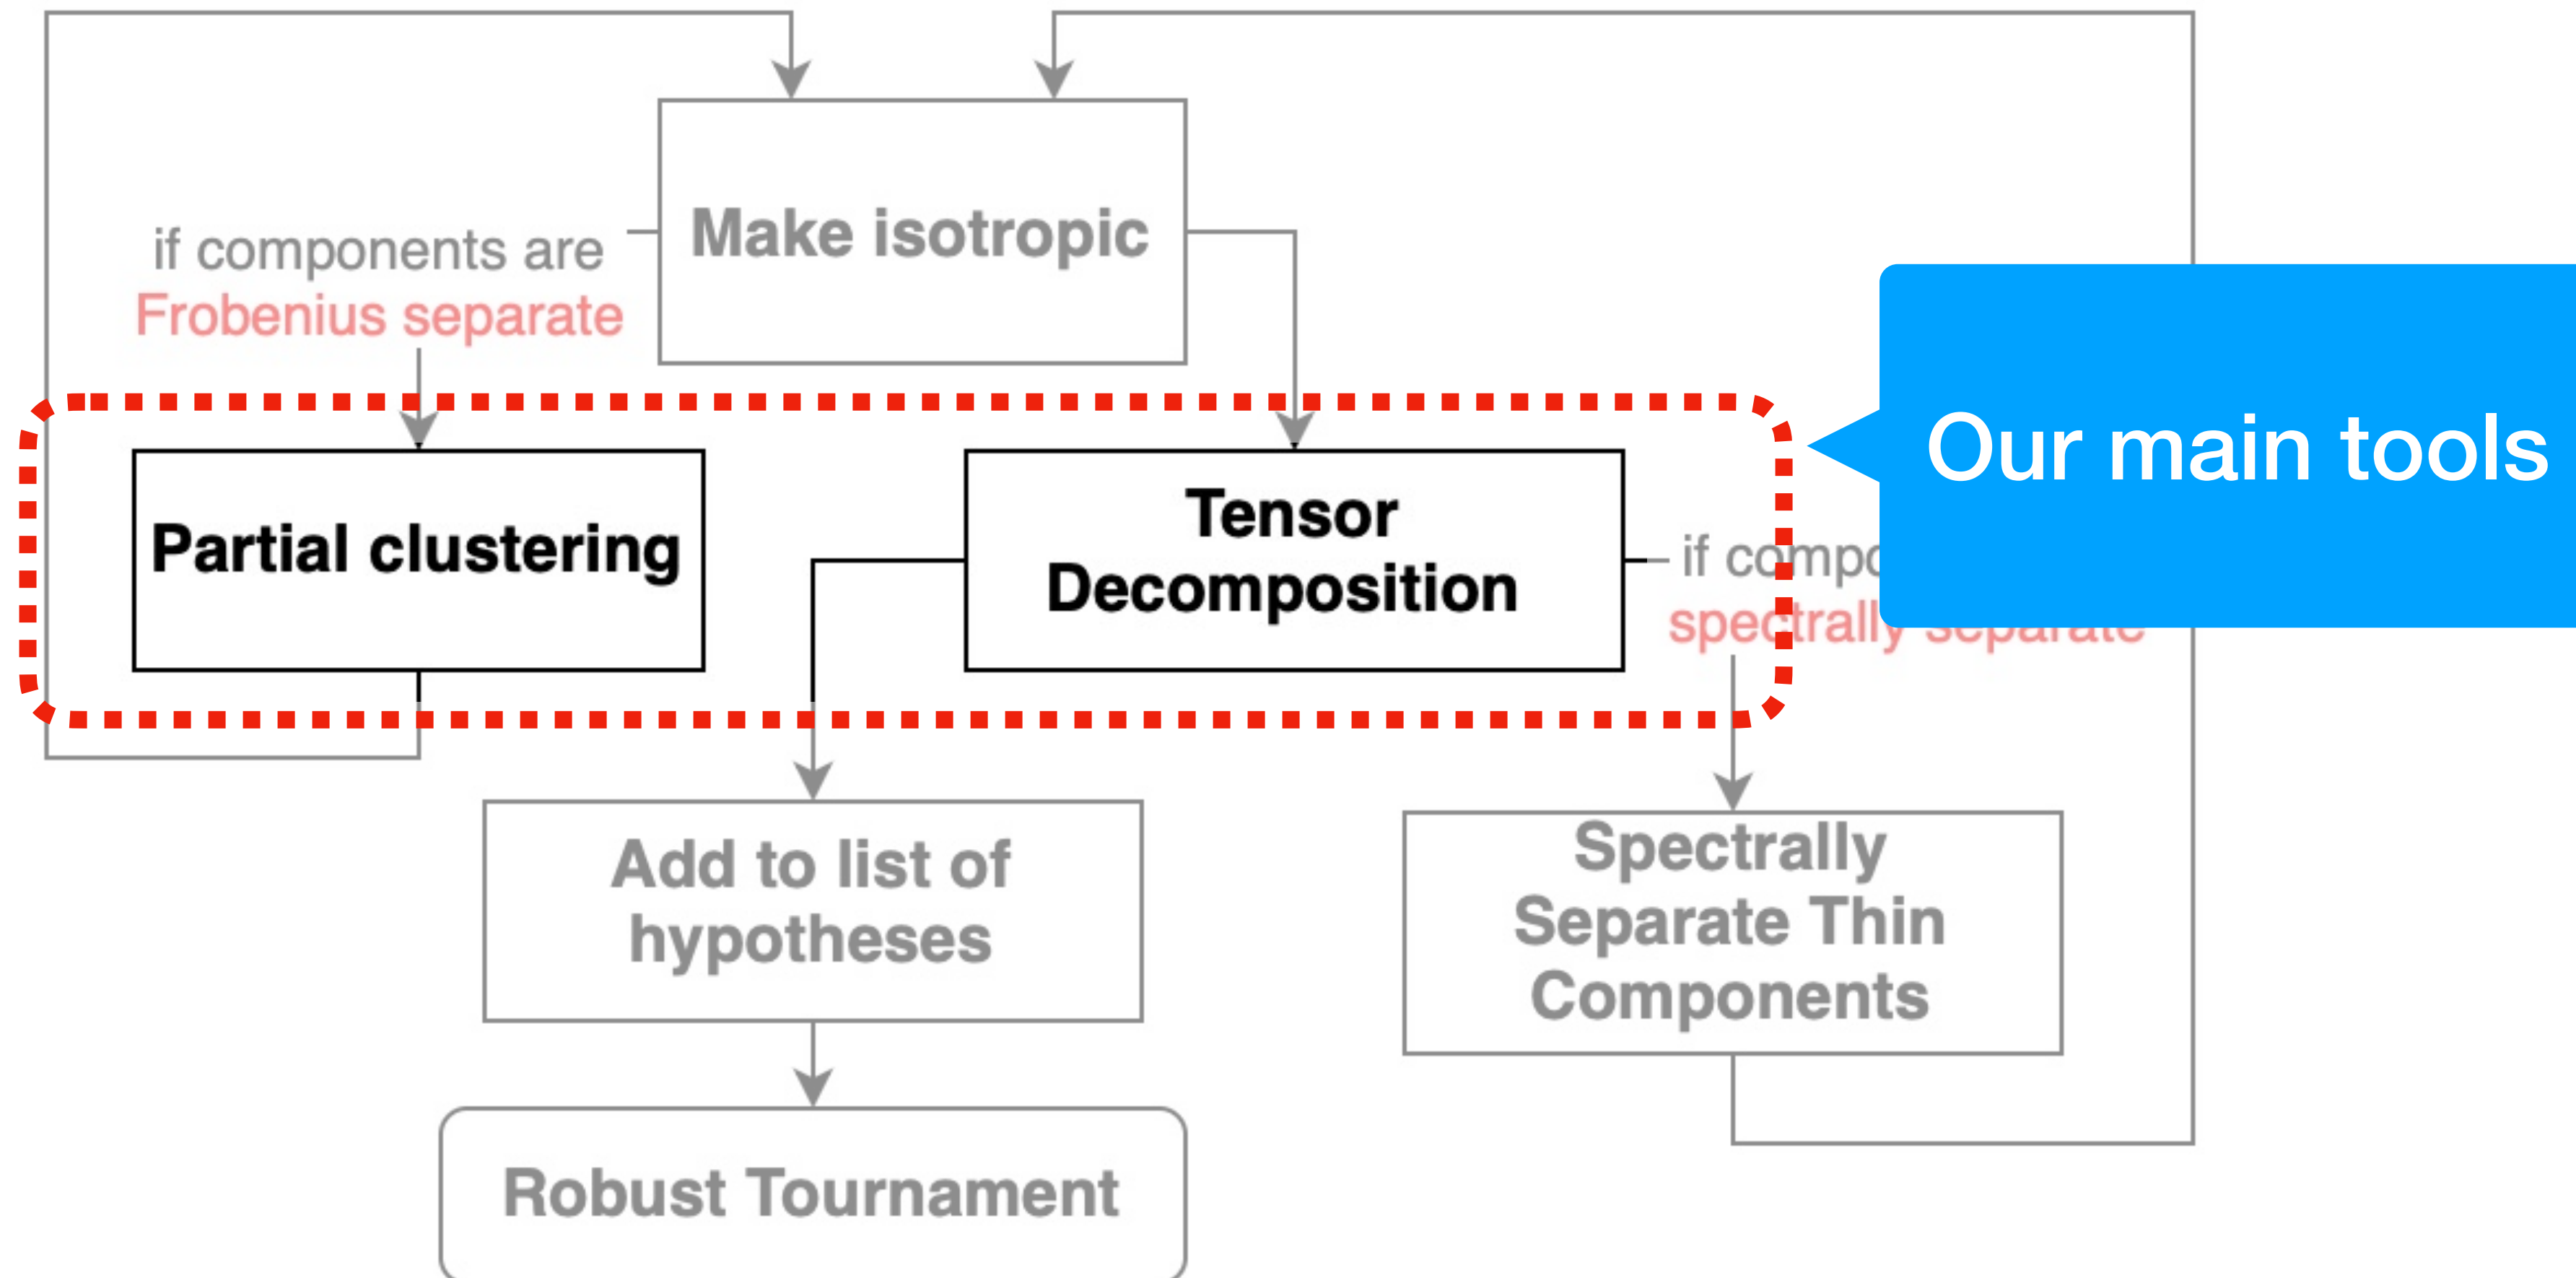 Make isotropic
if components are
Frobenius separate
Our main tools
Partial clustering
Tensor
Decomposition
if
spectrally separate
Add to list of
hypotheses
Spectrally
Separate Thin
Components
Robust Tournament